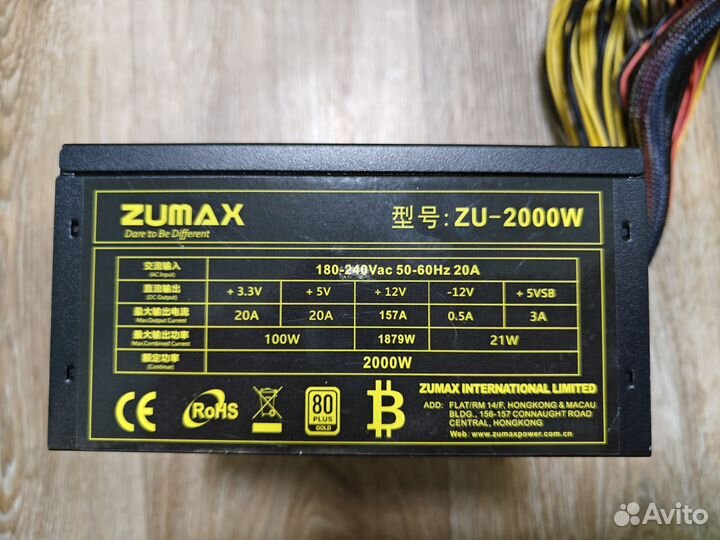 ZUMAX
Dare to Be Different
型号: ZU-2000W
交流输入 (AC Input) 180-240Vac 50-60Hz 20A
直流输出 (DC Output) + 3.3V + 5V + 12V -12V + 5VSB
最大输出电流 (Max.Output Current) 20A 20A 157A 0.5A 3A
最大输出功率 (Max.Combined Current) 100W 1879W 21W
额定功率 (Continue) 2000W
CE
RoHS
80
PLUS
GOLD
ZUMAX INTERNATIONAL LIMITED
ADD: FLAT/RM 14/F, HONGKONG & MACAU
BLDG., 156-157 CONNAUGHT ROAD
CENTRAL, HONGKONG
Web: www.zumaxpower.com.cn
Avito